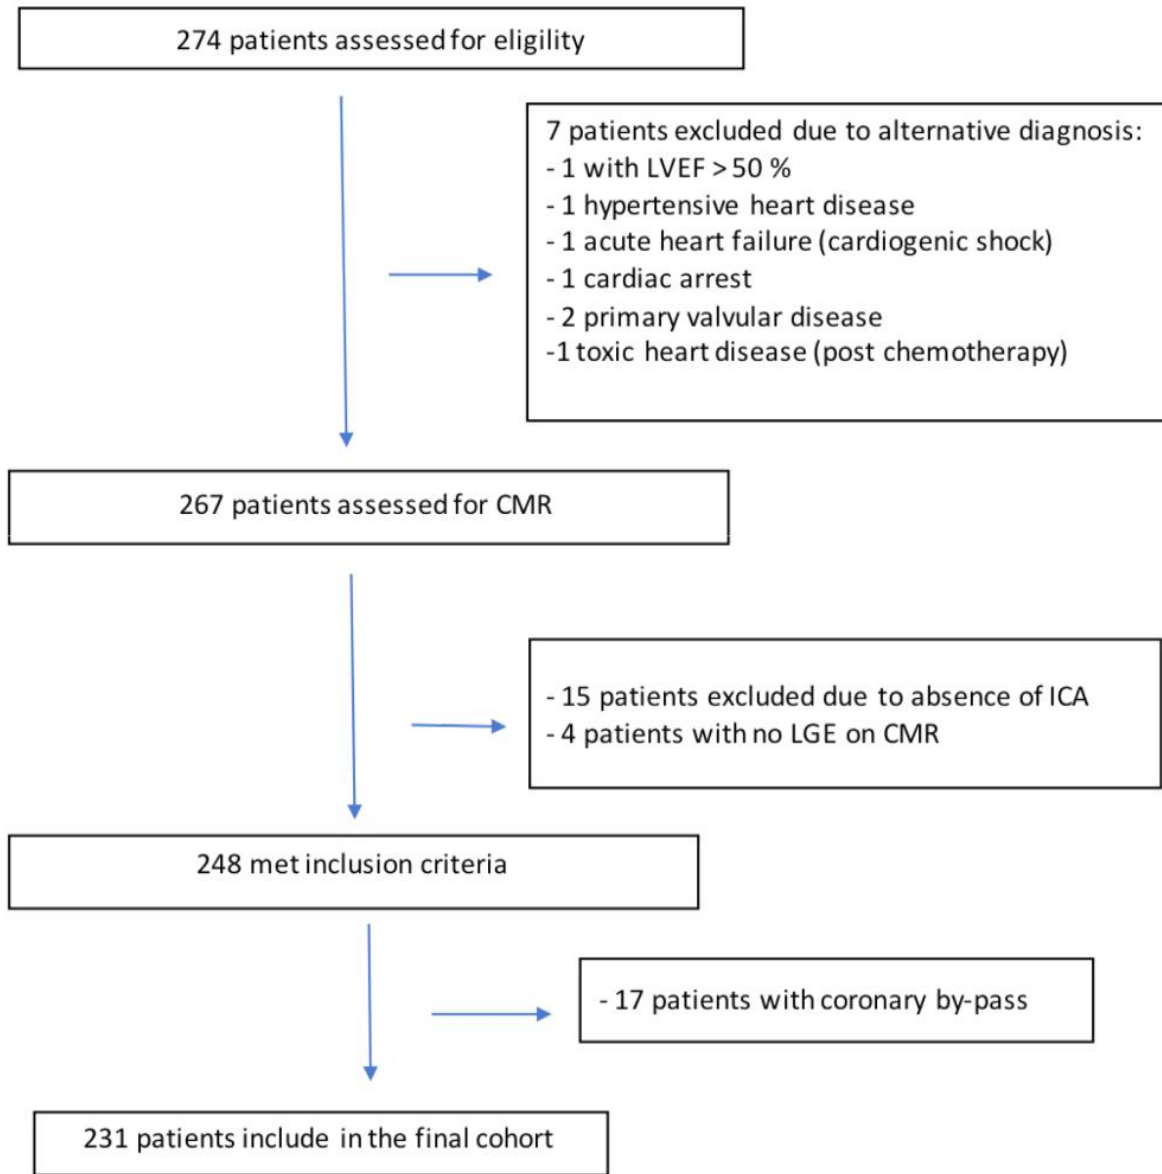 274 patients assessed for eligility
7 patients excluded due to alternative diagnosis:
- 1 with LVEF > 50 %
- 1 hypertensive heart disease
- 1 acute heart failure (cardiogenic shock)
- 1 cardiac arrest
- 2 primary valvular disease
-1 toxic heart disease (post chemotherapy)
267 patients assessed for CMR
- 15 patients excluded due to absence of ICA
- 4 patients with no LGE on CMR
248 met inclusion criteria
- 17 patients with coronary by-pass
231 patients include in the final cohort